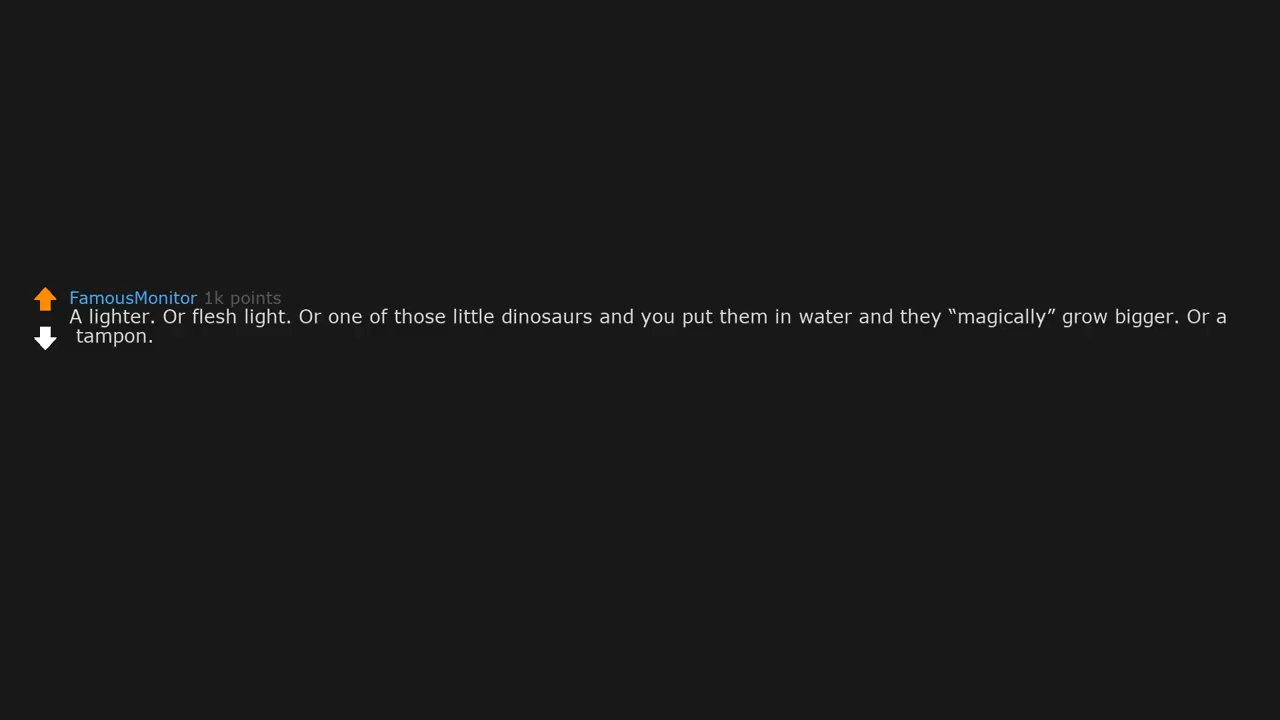 FamousMonitor 1k points
A lighter. Or flesh light. Or one of those little dinosaurs and you put them in water and they “magically” grow bigger. Or a
tampon.